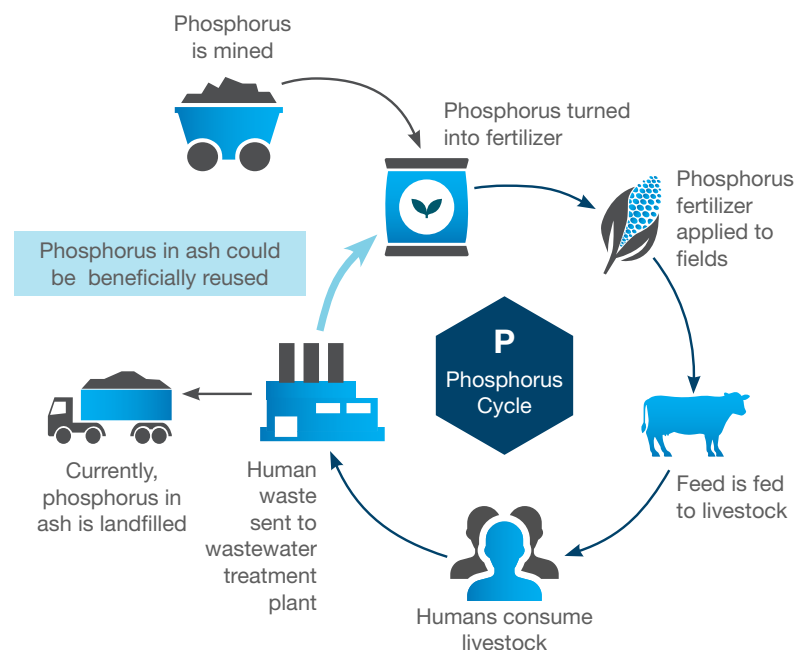 Phosphorus
is mined
Phosphorus turned
into fertilizer
Phosphorus
fertilizer
applied to
fields
Phosphorus in ash could
be beneficially reused
P
Phosphorus
Cycle
Feed is fed
to livestock
Humans consume
livestock
Human
waste
sent to
wastewater
treatment
plant
Currently,
phosphorus in
ash is landfilled